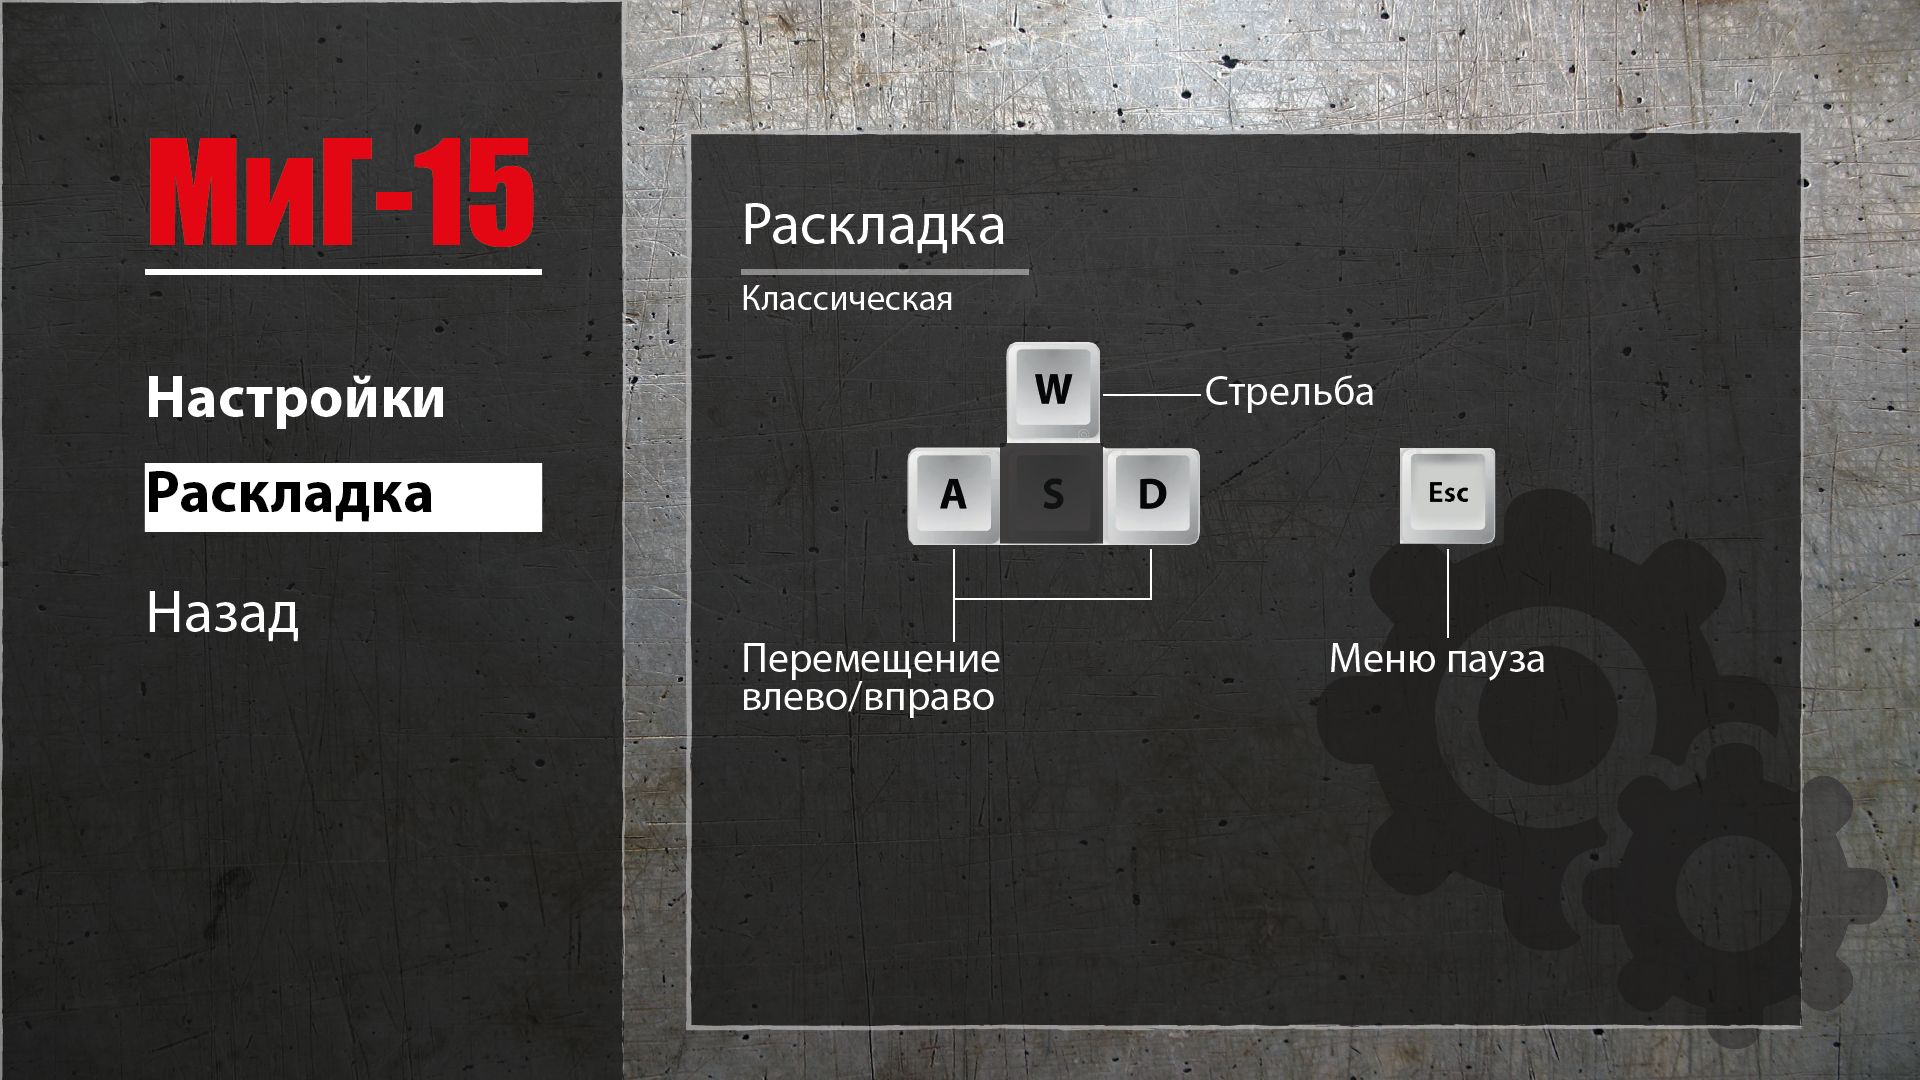 МиГ-15
Настройки
Раскладка
Назад
Раскладка
Классическая
W
Стрельба
A
S
D
Esc
Перемещение
влево/вправо
Меню пауза